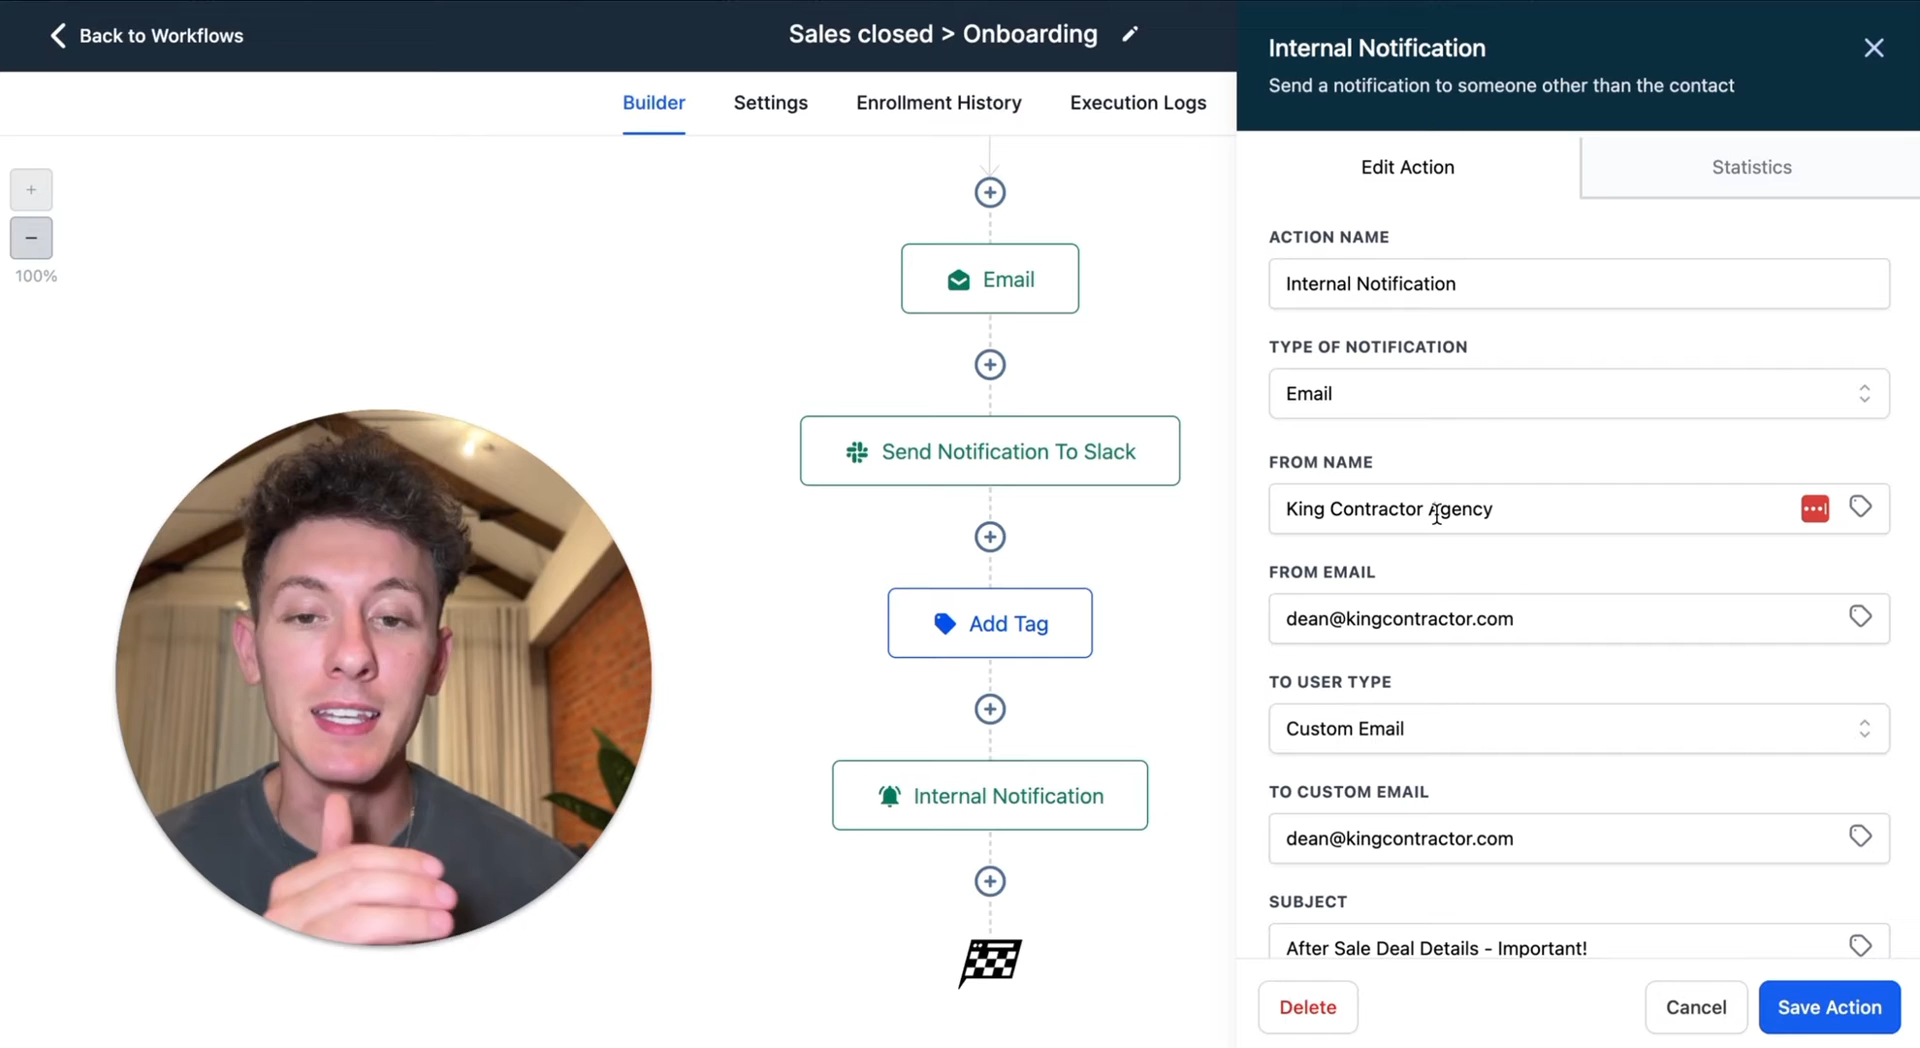 Back to Workflows
Sales closed > Onboarding
Builder
Settings
Enrollment History
Execution Logs
+
−
100%
Email
Send Notification To Slack
Add Tag
Internal Notification
Internal Notification
Send a notification to someone other than the contact
Edit Action
Statistics
ACTION NAME
Internal Notification
TYPE OF NOTIFICATION
Email
FROM NAME
King Contractor Agency
FROM EMAIL
dean@kingcontractor.com
TO USER TYPE
Custom Email
TO CUSTOM EMAIL
dean@kingcontractor.com
SUBJECT
After Sale Deal Details - Important!
Delete
Cancel
Save Action